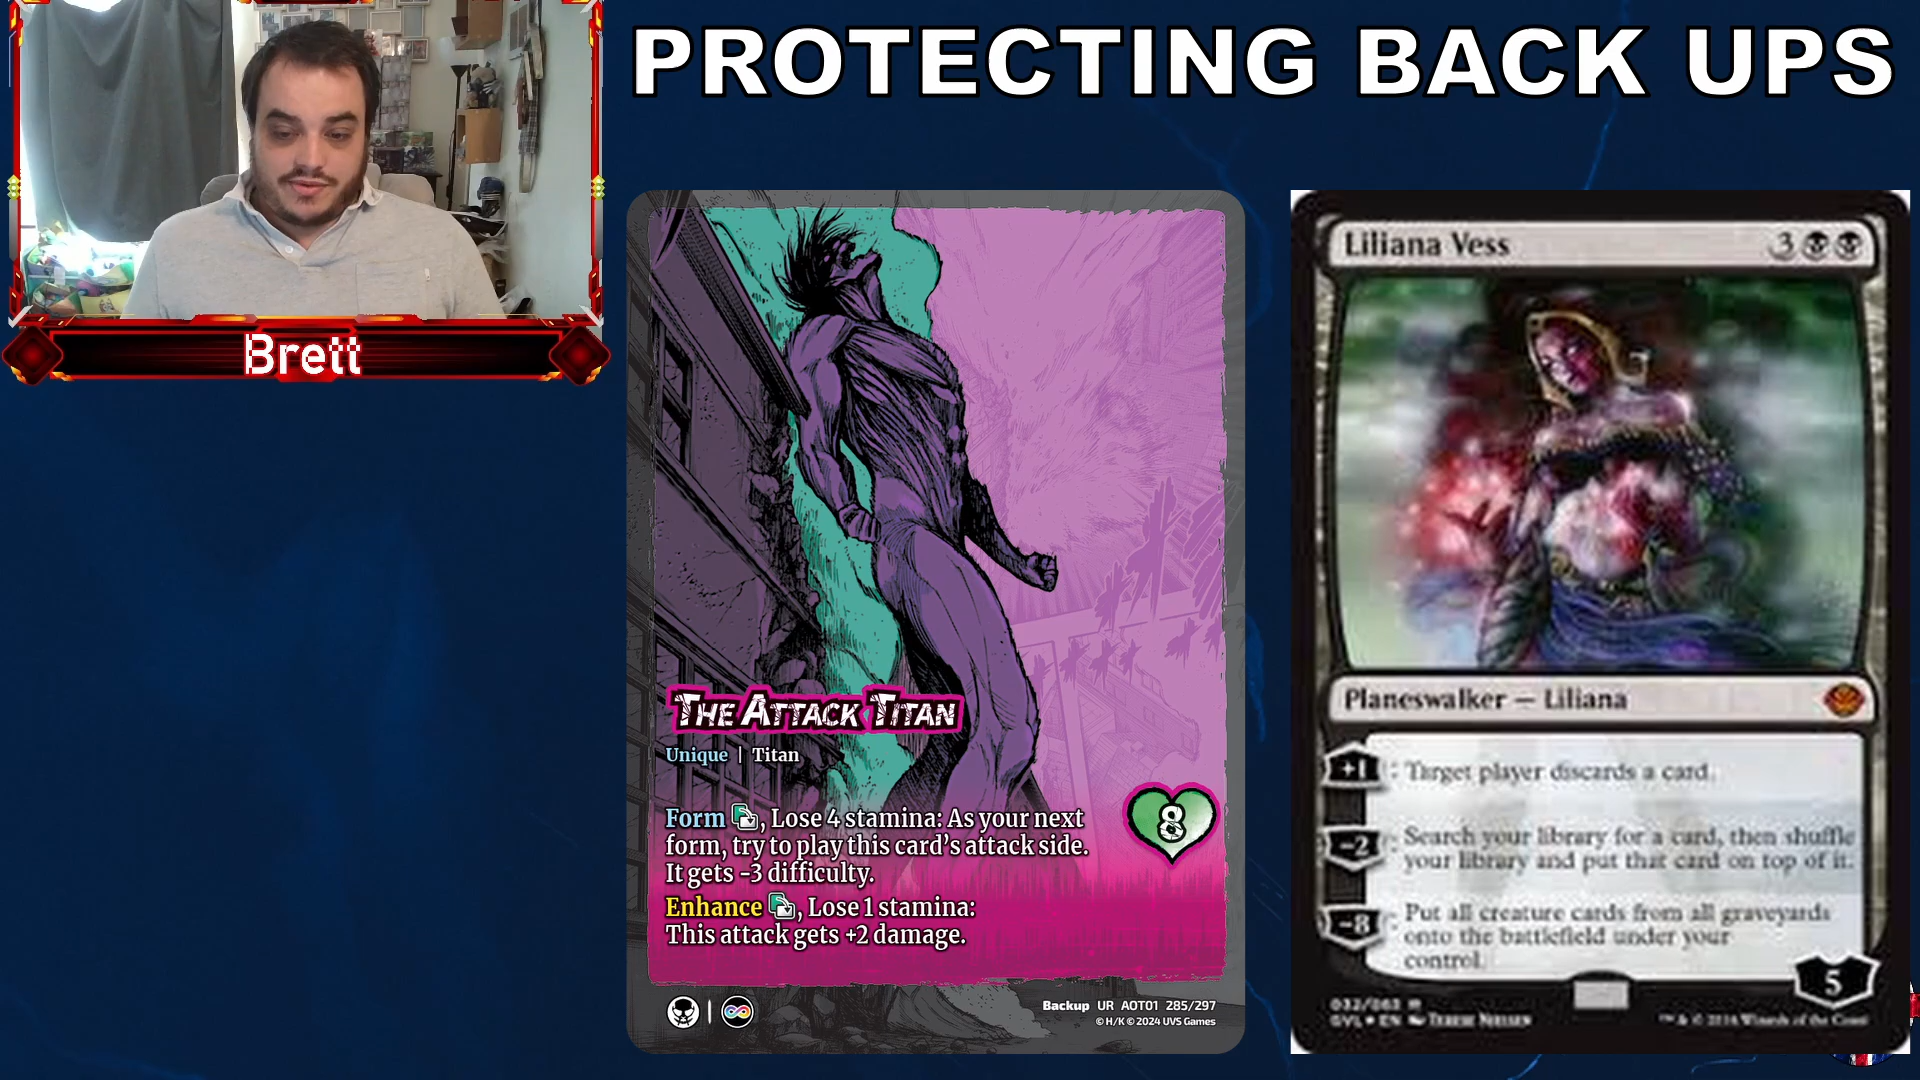 PROTECTING BACK UPS
Brett
THE ATTACK TITAN
Unique | Titan
Form , Lose 4 stamina: As your next
form, try to play this card's attack side.
It gets -3 difficulty.
8
Enhance , Lose 1 stamina:
This attack gets +2 damage.
Backup UR AOT01 285/297
© H/K © 2024 UVS Games
Liliana Vess 3
Planeswalker — Liliana
+1 : Target player discards a card.
-2 : Search your library for a card, then shuffle
your library and put that card on top of it.
-8 : Put all creature cards from all graveyards
onto the battlefield under your
control.
5
DVL EN TERESE NIELSEN